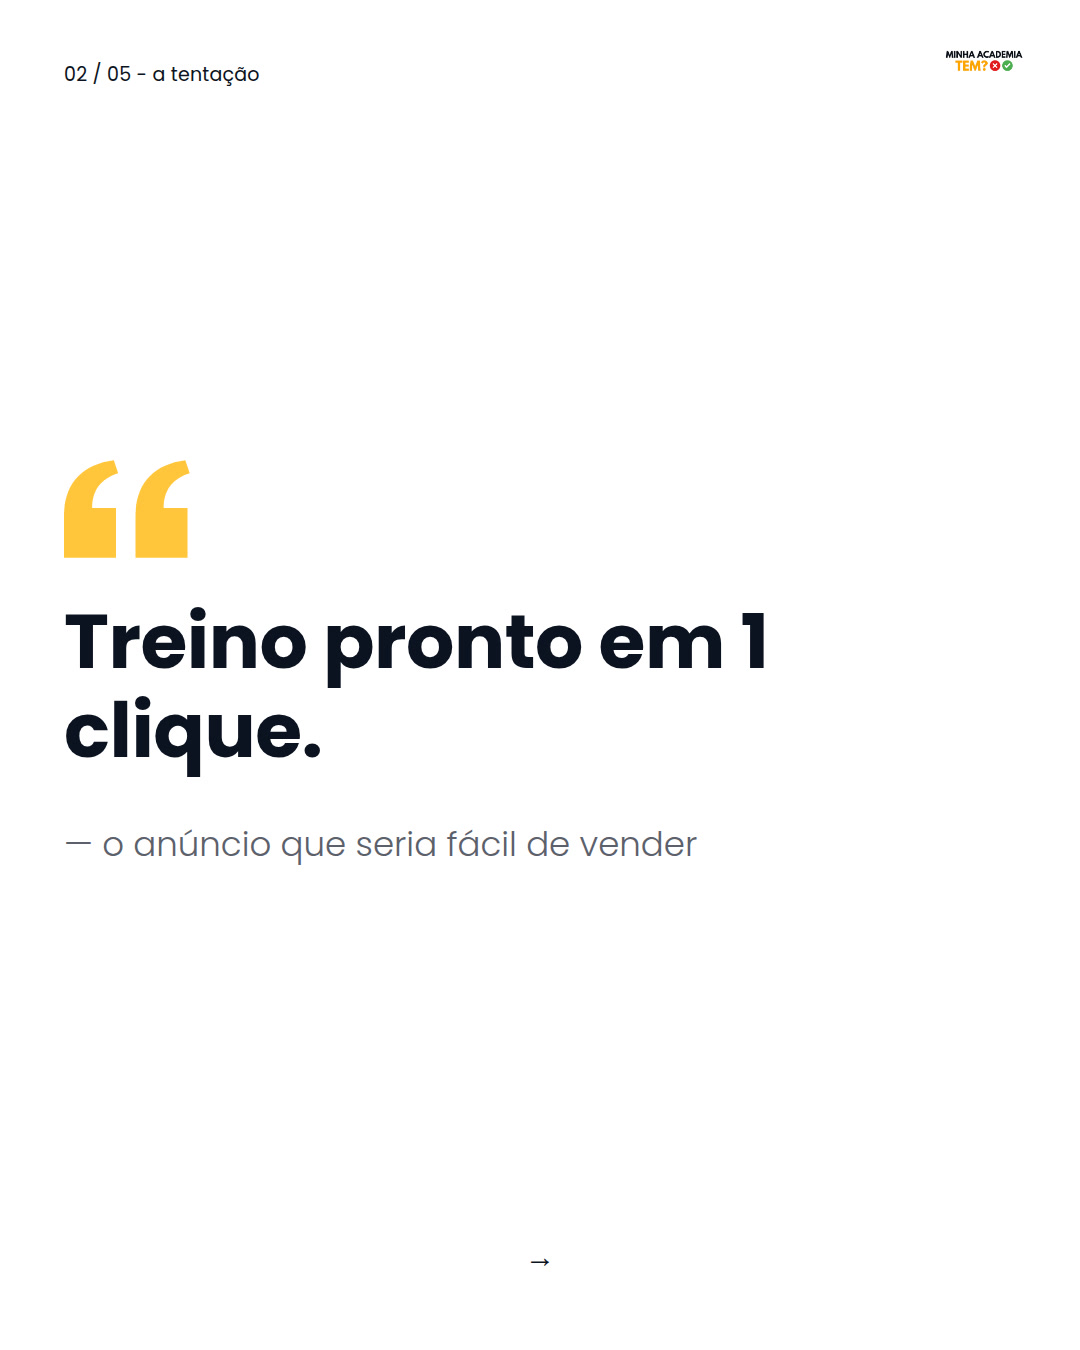 02 / 05 - a tentação
MINHA ACADEMIA
TEM?
“
Treino pronto em 1
clique.
— o anúncio que seria fácil de vender
→